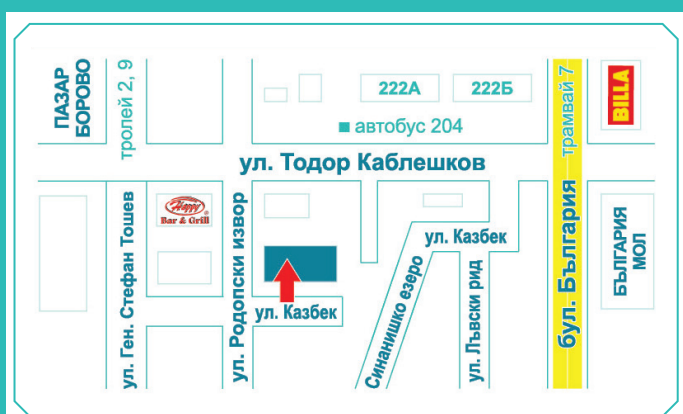 ПАЗАР
БОРОВО
тролей 2, 9
222А
222Б
трамвай 7
BILLA
автобус 204
ул. Тодор Каблешков
Happy
Bar & Grill
ул. Ген. Стефан Тошев
ул. Родопски извор
ул. Казбек
ул. Казбек
Синанишко езеро
ул. Лъвски рид
бул. България
БЪЛГАРИЯ
МОЛ